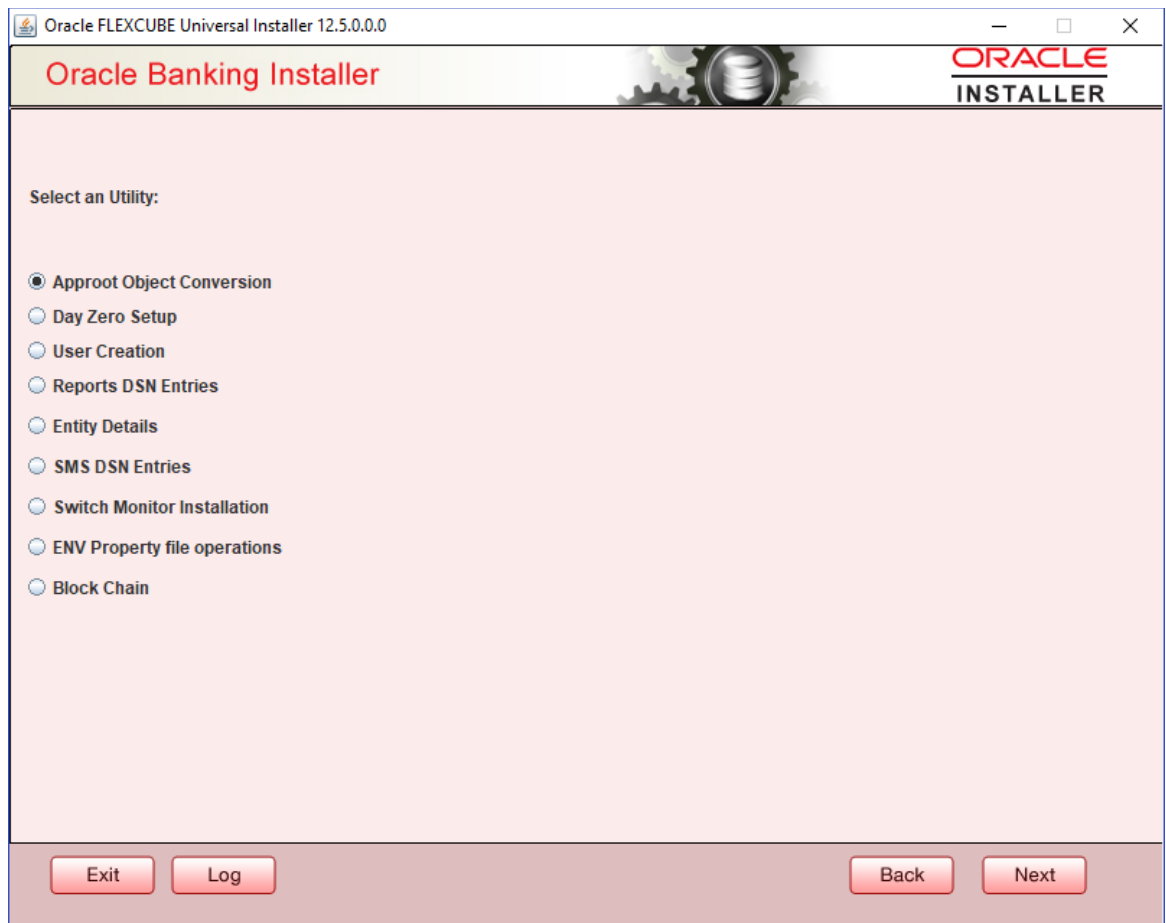 Oracle FLEXCUBE Universal Installer 12.5.0.0.0
Oracle Banking Installer
ORACLE
INSTALLER
Select an Utility:
Approot Object Conversion
Day Zero Setup
User Creation
Reports DSN Entries
Entity Details
SMS DSN Entries
Switch Monitor Installation
ENV Property file operations
Block Chain
Exit Log Back Next